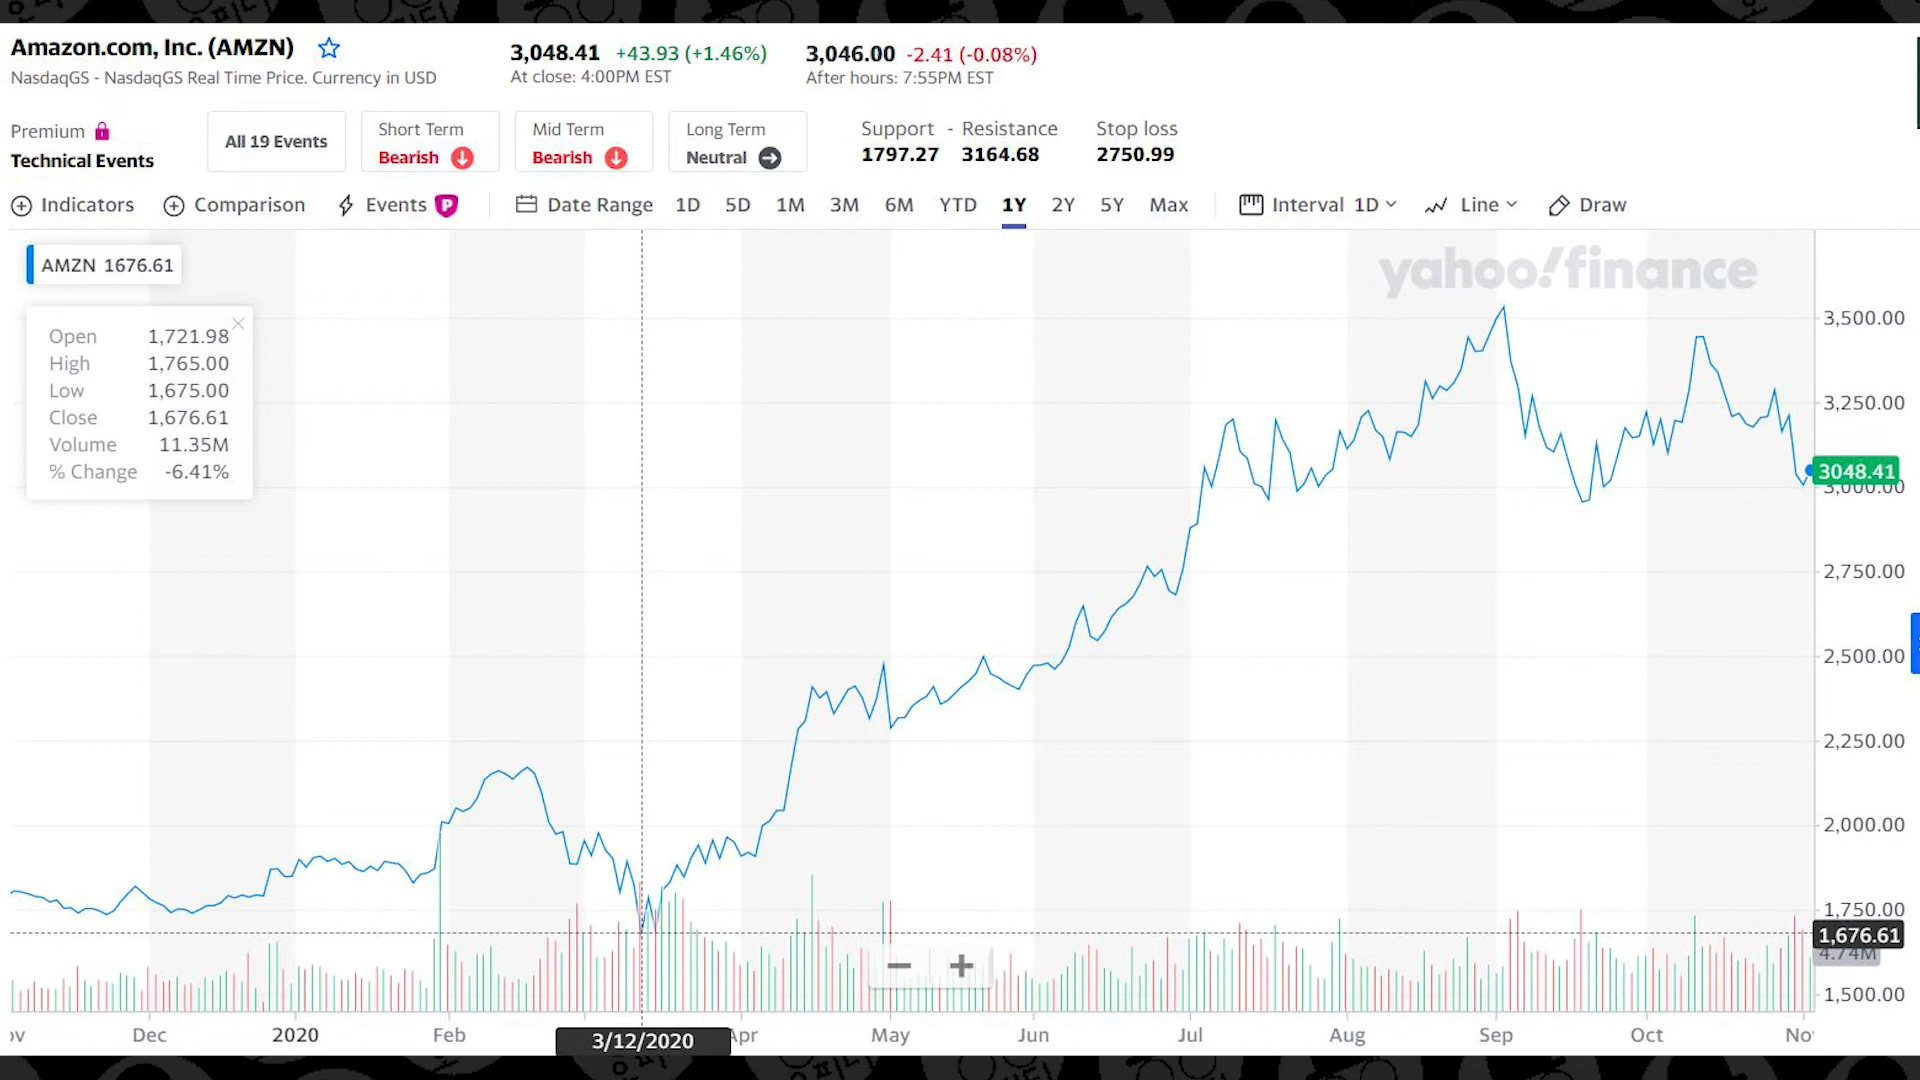 Amazon.com, Inc. (AMZN)
NasdaqGS - NasdaqGS Real Time Price. Currency in USD
3,048.41 +43.93 (+1.46%)
At close: 4:00PM EST
3,046.00 -2.41 (-0.08%)
After hours: 7:55PM EST
Premium
Technical Events
All 19 Events
Short Term
Bearish
Mid Term
Bearish
Long Term
Neutral
Support - Resistance
1797.27 3164.68
Stop loss
2750.99
Indicators Comparison Events P Date Range 1D 5D 1M 3M 6M YTD 1Y 2Y 5Y Max Interval 1D Line Draw
AMZN 1676.61
yahoo!finance
Open 1,721.98
High 1,765.00
Low 1,675.00
Close 1,676.61
Volume 11.35M
% Change -6.41%
3,500.00
3,250.00
3048.41
3,000.00
2,750.00
2,500.00
2,250.00
2,000.00
1,750.00
1,676.61
4.74M
1,500.00
ov Dec 2020 Feb 3/12/2020 Apr May Jun Jul Aug Sep Oct No